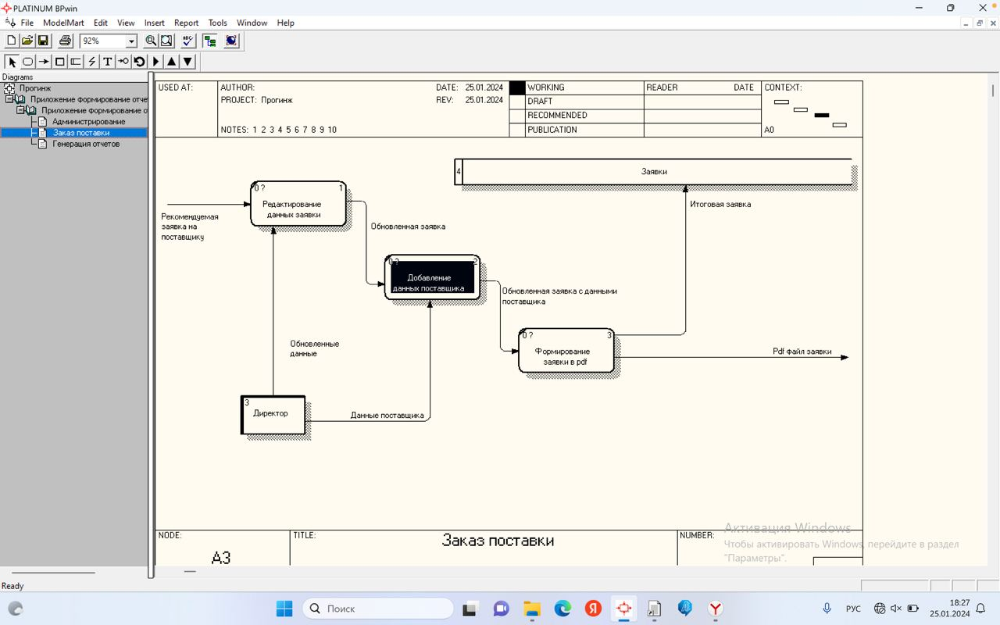 PLATINUM BPwin
File ModelMart Edit View Insert Report Tools Window Help
92%
Diagrams
Прогинж
Приложение формирование отче
Приложение формирование о
Администрирование
Заказ поставки
Генерация отчетов
USED AT:
AUTHOR:
DATE: 25.01.2024
PROJECT: Прогинж
REV: 25.01.2024
NOTES: 1 2 3 4 5 6 7 8 9 10
WORKING
DRAFT
RECOMMENDED
PUBLICATION
READER DATE
CONTEXT:
A0
4 Заявки
0 ? 1
Редактирование
данных заявки
Рекомендуемая
заявка на
поставщику
Итоговая заявка
Обновленная заявка
0 ? 2
Добавление
данных поставщика
Обновленная заявка с данными
поставщика
0 ? 3
Формирование
заявки в pdf
Pdf файл заявки
Обновленные
данные
3
Директор
Данные поставщика
NODE:
A3
TITLE:
Заказ поставки
NUMBER:
Активация Windows
Чтобы активировать Windows, перейдите в раздел
"Параметры".
Ready
Поиск
РУС
18:27
25.01.2024